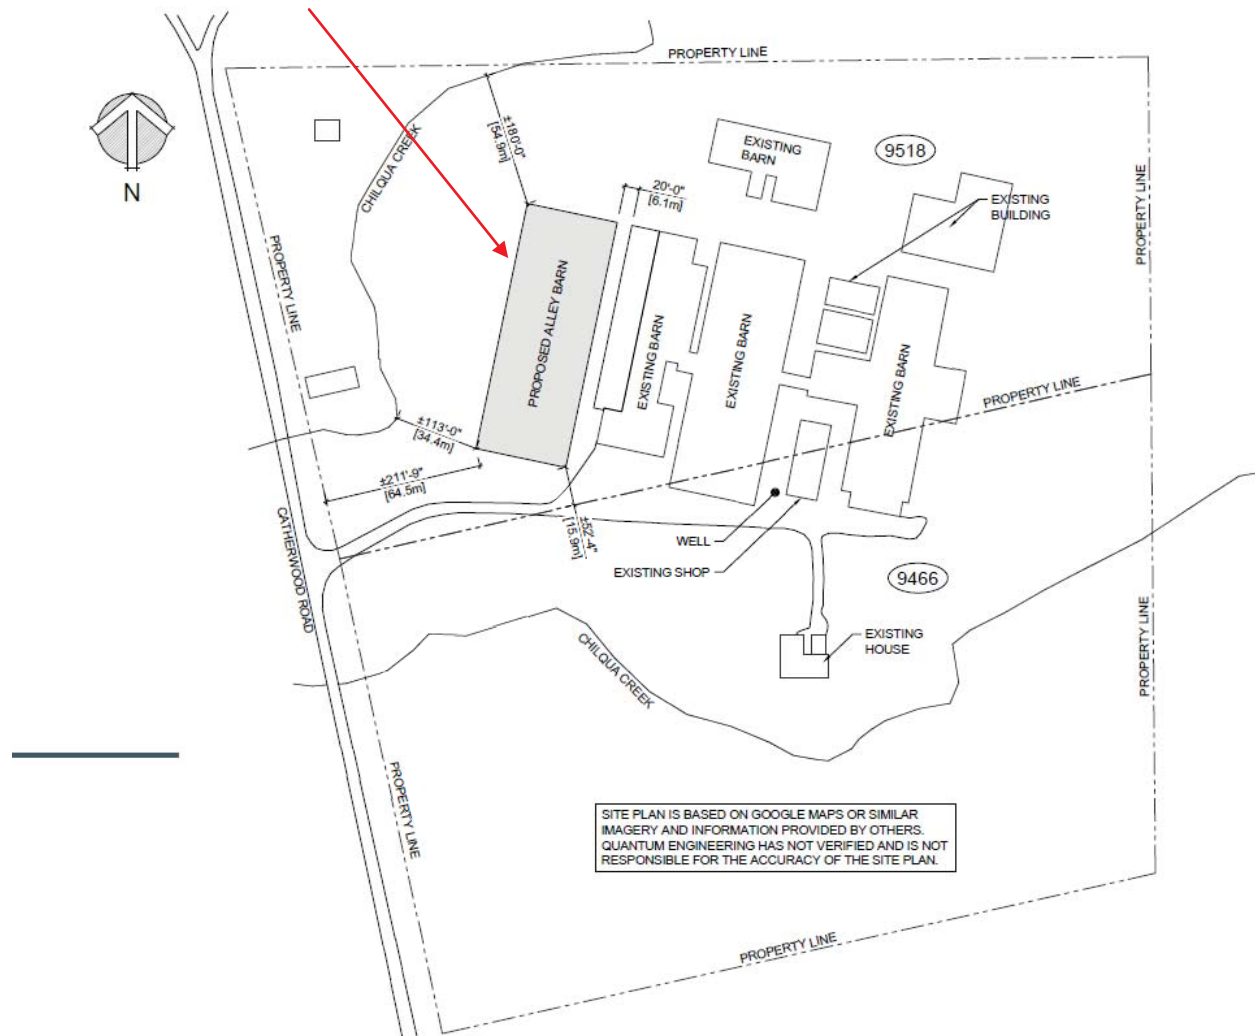 PROPERTY LINE
CHILQUA CREEK
±180'-0"
[54.9m]
N
EXISTING
BARN
9518
20'-0"
[6.1m]
EXISTING
BUILDING
PROPERTY LINE
PROPERTY LINE
PROPOSED ALLEY BARN
EXISTING BARN
EXISTING BARN
EXISTING BARN
PROPERTY LINE
±113'-0"
[34.4m]
±211'-9"
[64.5m]
±52'-4"
[15.9m]
WELL
EXISTING SHOP
CATHERWOOD ROAD
9466
EXISTING
HOUSE
CHILQUA CREEK
PROPERTY LINE
PROPERTY LINE
SITE PLAN IS BASED ON GOOGLE MAPS OR SIMILAR
IMAGERY AND INFORMATION PROVIDED BY OTHERS.
QUANTUM ENGINEERING HAS NOT VERIFIED AND IS NOT
RESPONSIBLE FOR THE ACCURACY OF THE SITE PLAN.
PROPERTY LINE